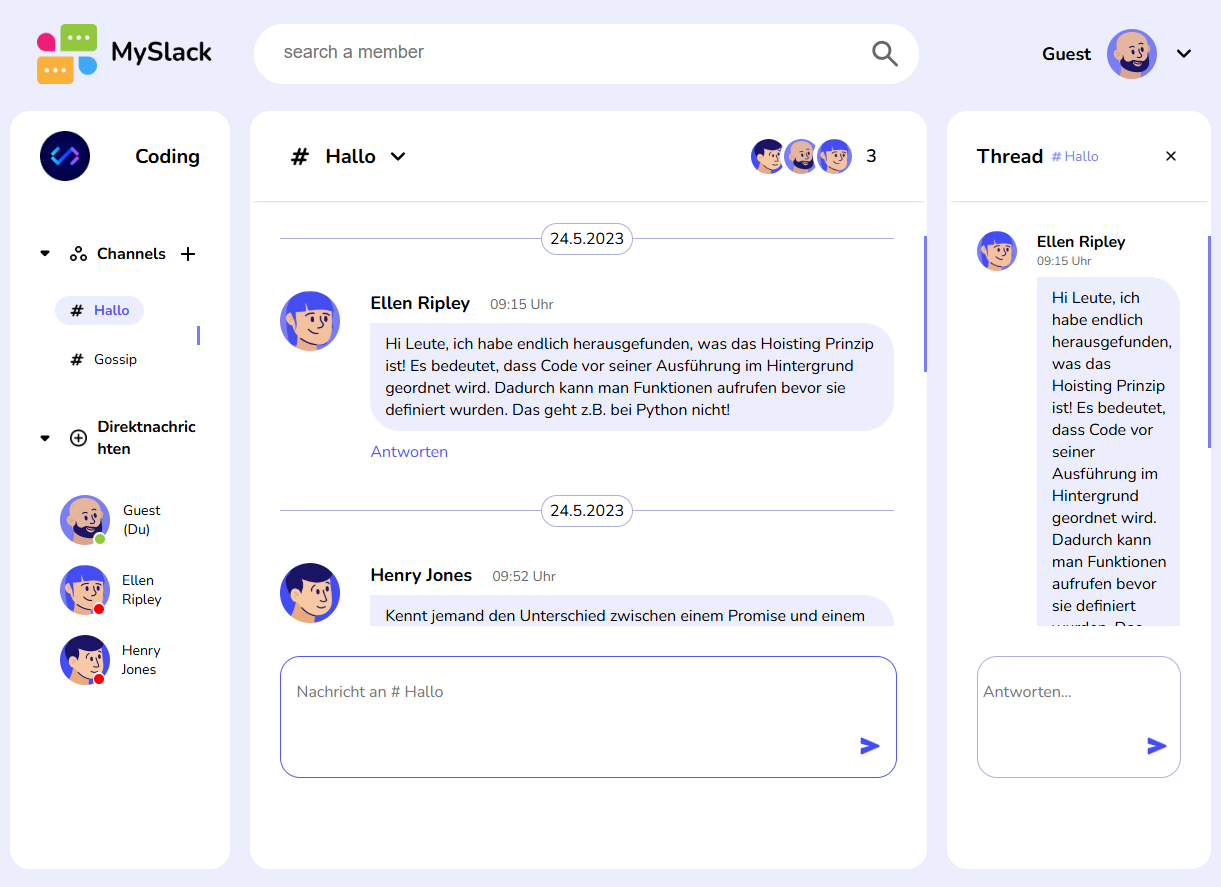 MySlack
search a member
Guest
Coding
Channels
# Hallo
# Gossip
Direktnachric
hten
Guest
(Du)
Ellen
Ripley
Henry
Jones
# Hallo
3
24.5.2023
Ellen Ripley 09:15 Uhr
Hi Leute, ich habe endlich herausgefunden, was das Hoisting Prinzip
ist! Es bedeutet, dass Code vor seiner Ausführung im Hintergrund
geordnet wird. Dadurch kann man Funktionen aufrufen bevor sie
definiert wurden. Das geht z.B. bei Python nicht!
Antworten
24.5.2023
Henry Jones 09:52 Uhr
Kennt jemand den Unterschied zwischen einem Promise und einem
Nachricht an # Hallo
Thread # Hallo
Ellen Ripley
09:15 Uhr
Hi Leute, ich
habe endlich
herausgefunden,
was das
Hoisting Prinzip
ist! Es bedeutet,
dass Code vor
seiner
Ausführung im
Hintergrund
geordnet wird.
Dadurch kann
man Funktionen
aufrufen bevor
sie definiert
wurden. Das
Antworten...